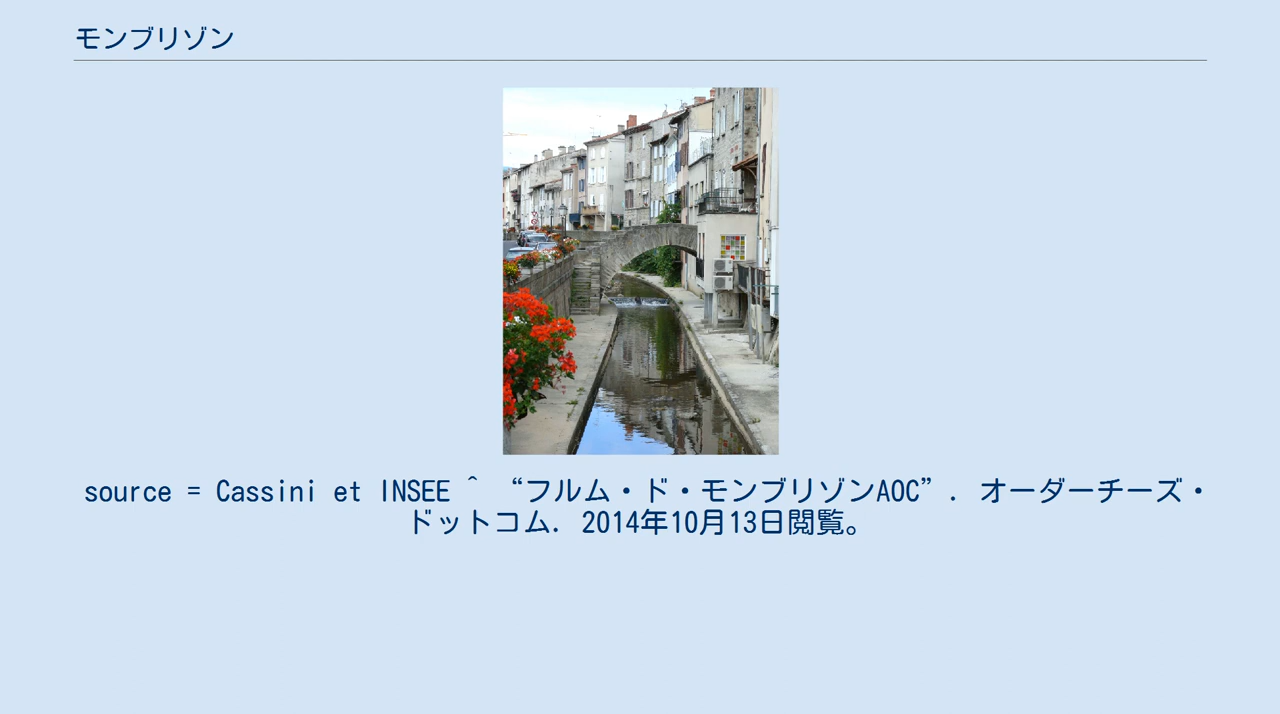 モンブリゾン
source = Cassini et INSEE ^ “フルム・ド・モンブリゾンAOC”. オーダーチーズ・
ドットコム. 2014年10月13日閲覧。